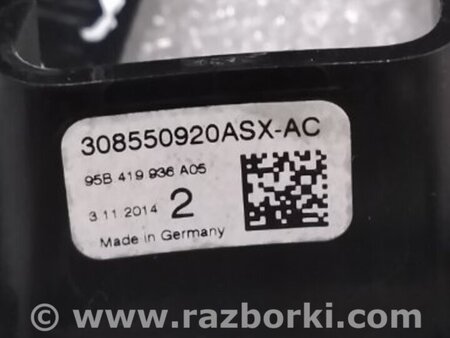 308550920ASX-AC
95B 419 936 A05
3.11 2014 2
Made in Germany
© www.razborki.com